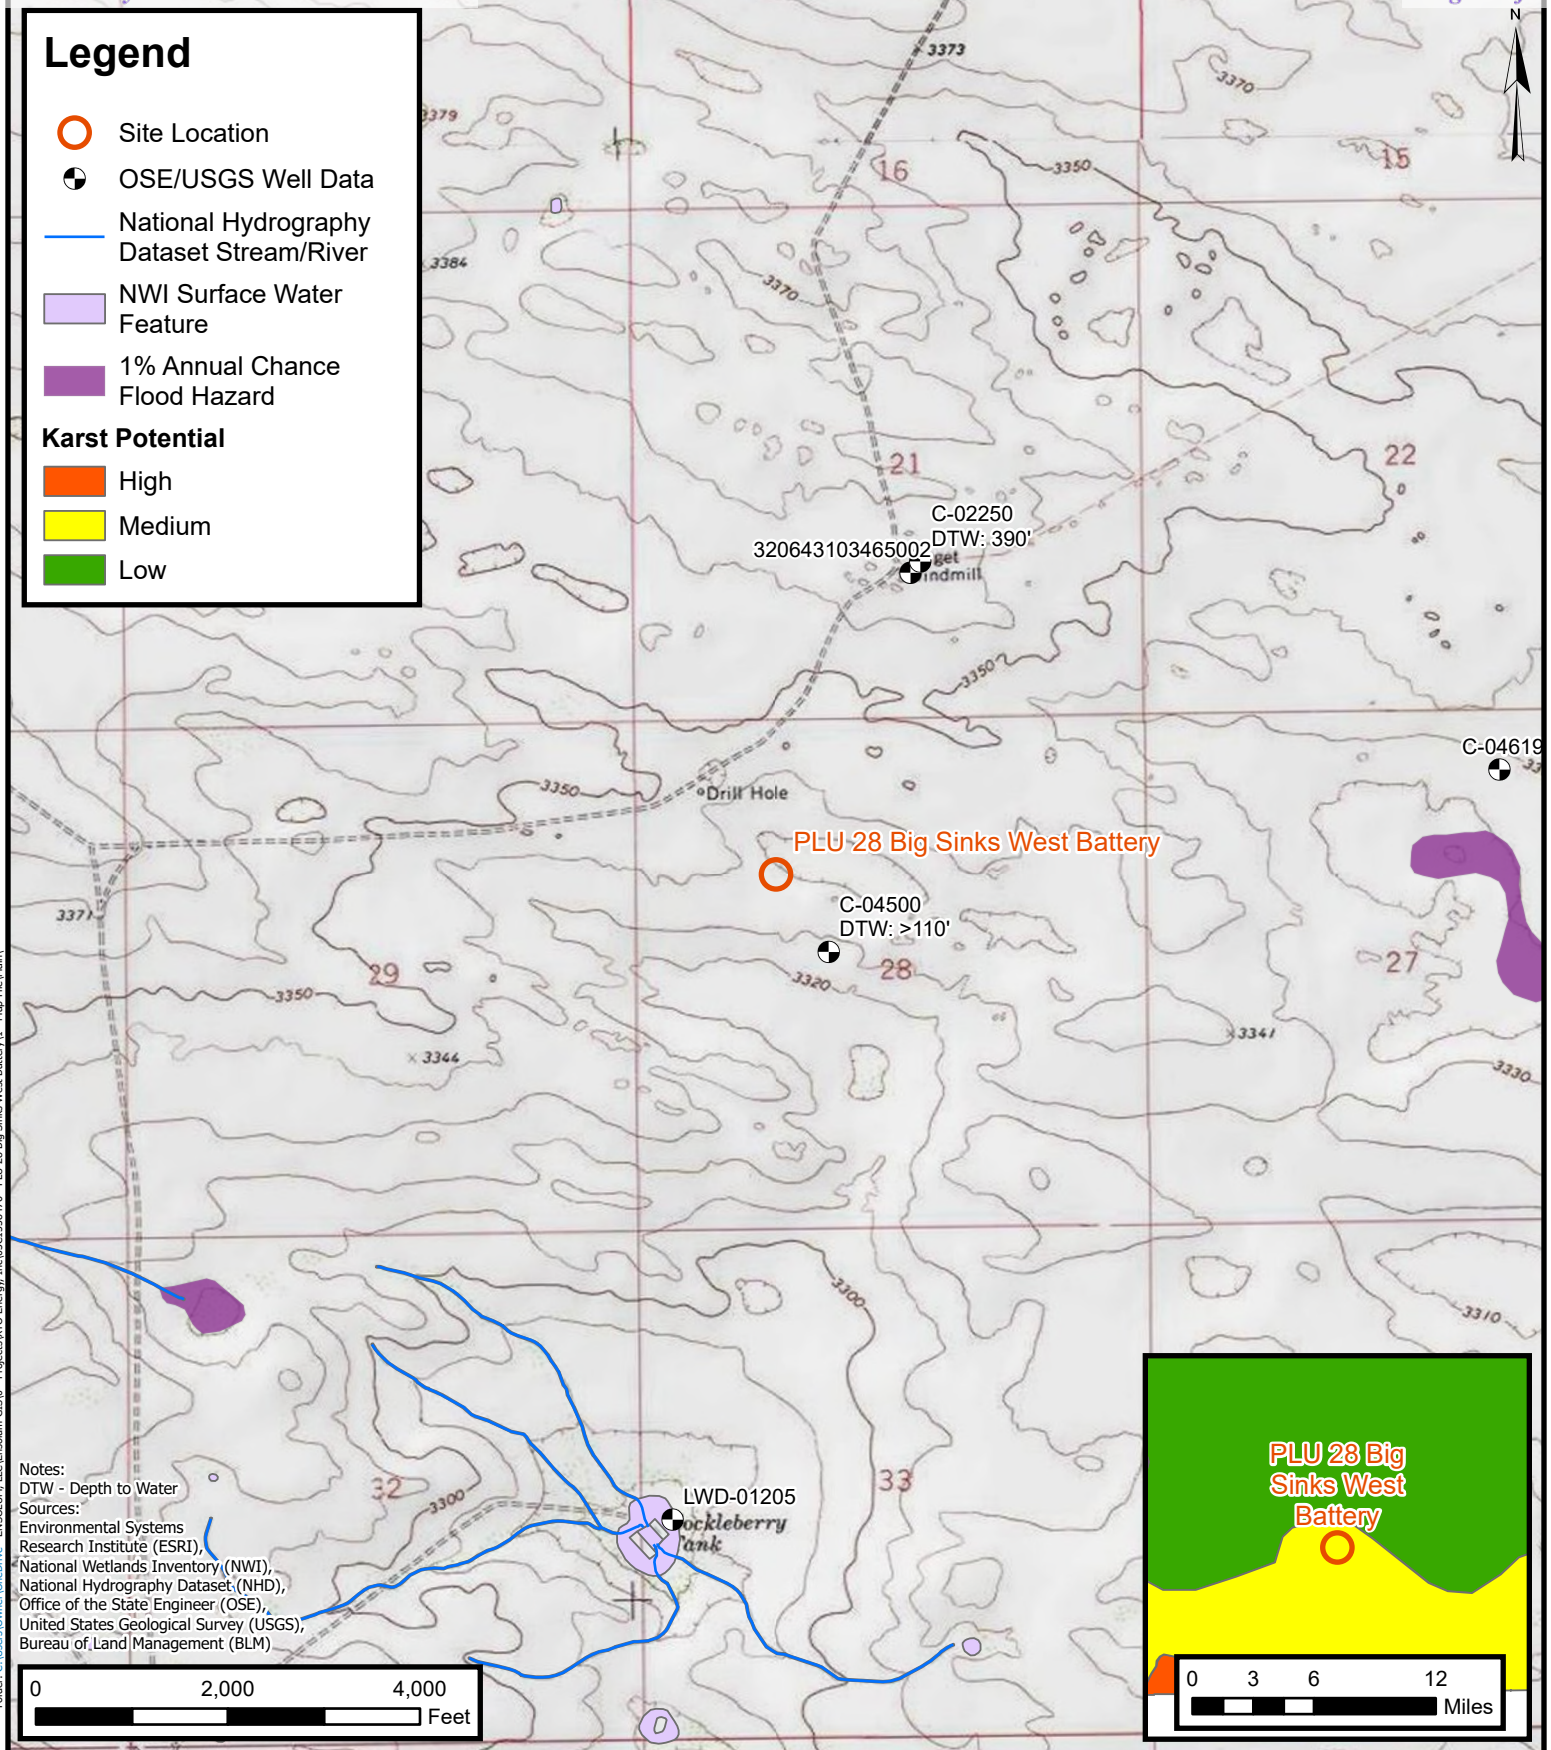 Legend
Site Location
OSE/USGS Well Data
National Hydrography
Dataset Stream/River
NWI Surface Water
Feature
1% Annual Chance
Flood Hazard
Karst Potential
High
Medium
Low
N
3373
3370
3379
16
15
3350
3384
3370
21
22
C-02250
DTW: 390'
320643103465002
get
indmill
3350
C-04619
3350
Drill Hole
PLU 28 Big Sinks West Battery
C-04500
DTW: >110'
3371
29
28
27
3320
3350
3341
3344
3330
3300
3310
32
33
3300
LWD-01205
ockleberry
Tank
Notes:
DTW - Depth to Water
Sources:
Environmental Systems
Research Institute (ESRI),
National Wetlands Inventory (NWI),
National Hydrography Dataset (NHD),
Office of the State Engineer (OSE),
United States Geological Survey (USGS),
Bureau of Land Management (BLM)
0 2,000 4,000
Feet
PLU 28 Big
Sinks West
Battery
0 3 6 12
Miles